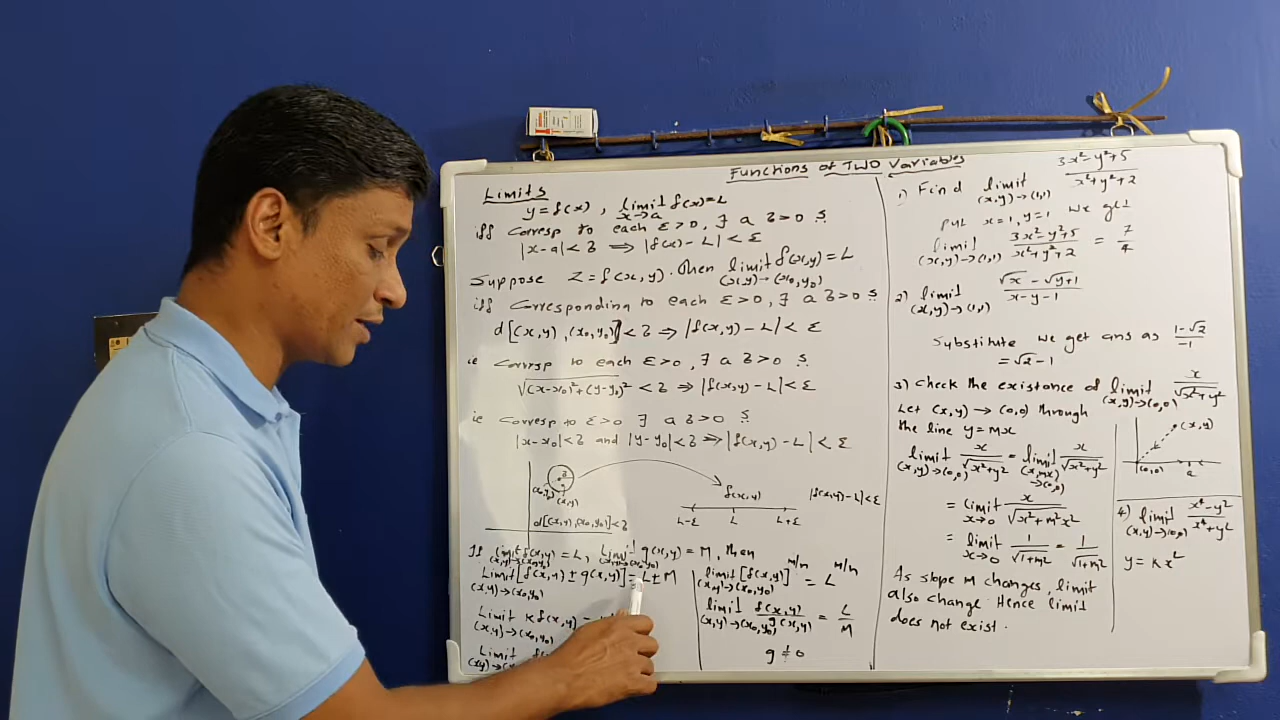 Functions of TWO Variables
Limits
y = f(x), limit f(x) = L
x→a
iff corresp to each ε>0, ∃ a δ>0 s
|x-a| < δ ⇒ |f(x) - L| < ε
Suppose Z = f(x,y). Then limit f(x,y) = L
(x,y)→(x₀,y₀)
iff corresponding to each ε>0, ∃ a δ>0 s
d[(x,y), (x₀,y₀)] < δ ⇒ |f(x,y) - L| < ε
ie corresp to each ε>0, ∃ a δ>0 s
√(x-x₀)²+(y-y₀)² < δ ⇒ |f(x,y) - L| < ε
ie corresp to ε>0 ∃ a δ>0 s
|x-x₀| < δ and |y-y₀| < δ ⇒ |f(x,y) - L| < ε
(x,y)
d[(x,y), (x₀,y₀)] < δ
f(x,y)
|f(x,y) - L| < ε
L-ε L L+ε
If limit f(x,y) = L, Limit g(x,y) = M, then
(x,y)→(x₀,y₀) (x,y)→(x₀,y₀)
Limit [f(x,y) ± g(x,y)] = L ± M
(x,y)→(x₀,y₀)
Limit K f(x,y) =
(x,y)→(x₀,y₀)
Limit
limit [f(x,y)]^m/n = L^m/n
(x,y)→(x₀,y₀)
limit f(x,y)/g(x,y) = L/M
(x,y)→(x₀,y₀)
g ≠ 0
1) Find limit 3x²-y²+5/x²+y²+2
(x,y)→(1,1)
put x=1, y=1 we get
limit 3x²-y²+5/x²+y²+2 = 7/4
(x,y)→(1,1)
2) limit √x - √y+1/x-y-1
(x,y)→(1,1)
Substitute we get ans as 1-√2/-1
= √2-1
3) Check the existance of limit x/√x²+y²
(x,y)→(0,0)
Let (x,y) → (0,0) through
the line y = mx
limit x/√x²+y² = limit x/√x²+y²
(x,y)→(0,0) (x,mx)→(0,0)
= limit x/√x²+m²x²
x→0
= limit 1/√1+m² = 1/√1+m²
x→0
As slope m changes, limit
also change. Hence limit
does not exist.
(x,y)
(0,0)
4) limit x⁴-y²/x⁴+y²
(x,y)→(0,0)
y = kx²